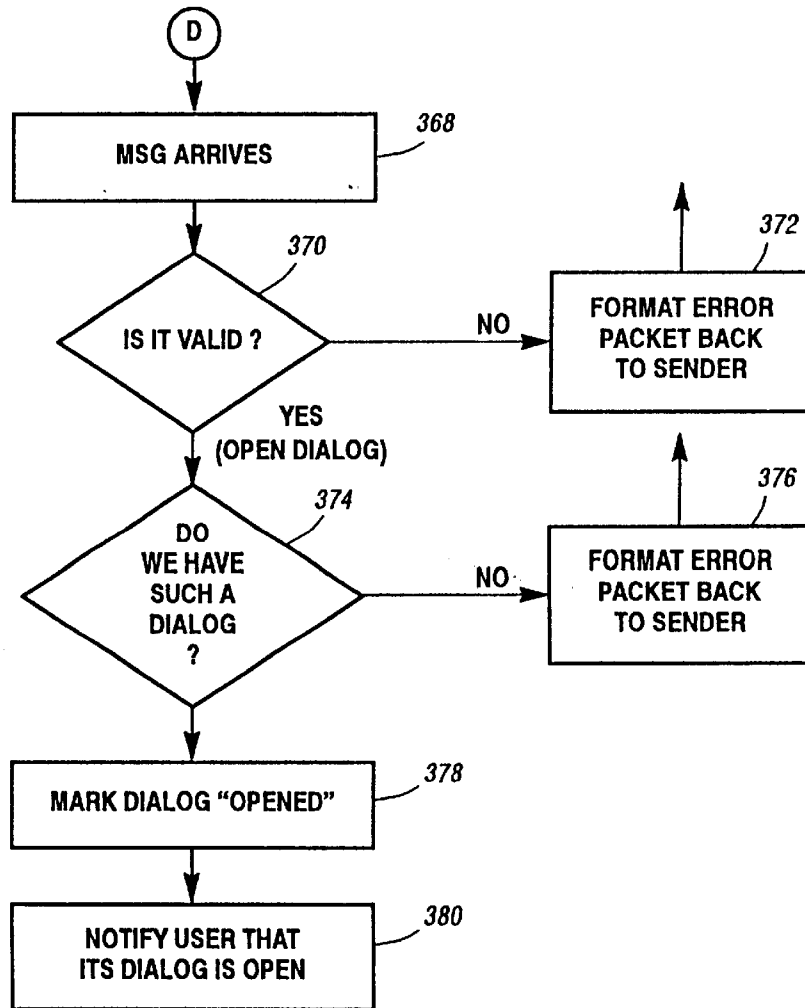 D
MSG ARRIVES
368
370
IS IT VALID ?
NO
372
FORMAT ERROR
PACKET BACK
TO SENDER
YES
(OPEN DIALOG)
374
DO
WE HAVE
SUCH A
DIALOG
?
NO
376
FORMAT ERROR
PACKET BACK
TO SENDER
378
MARK DIALOG “OPENED”
380
NOTIFY USER THAT
ITS DIALOG IS OPEN